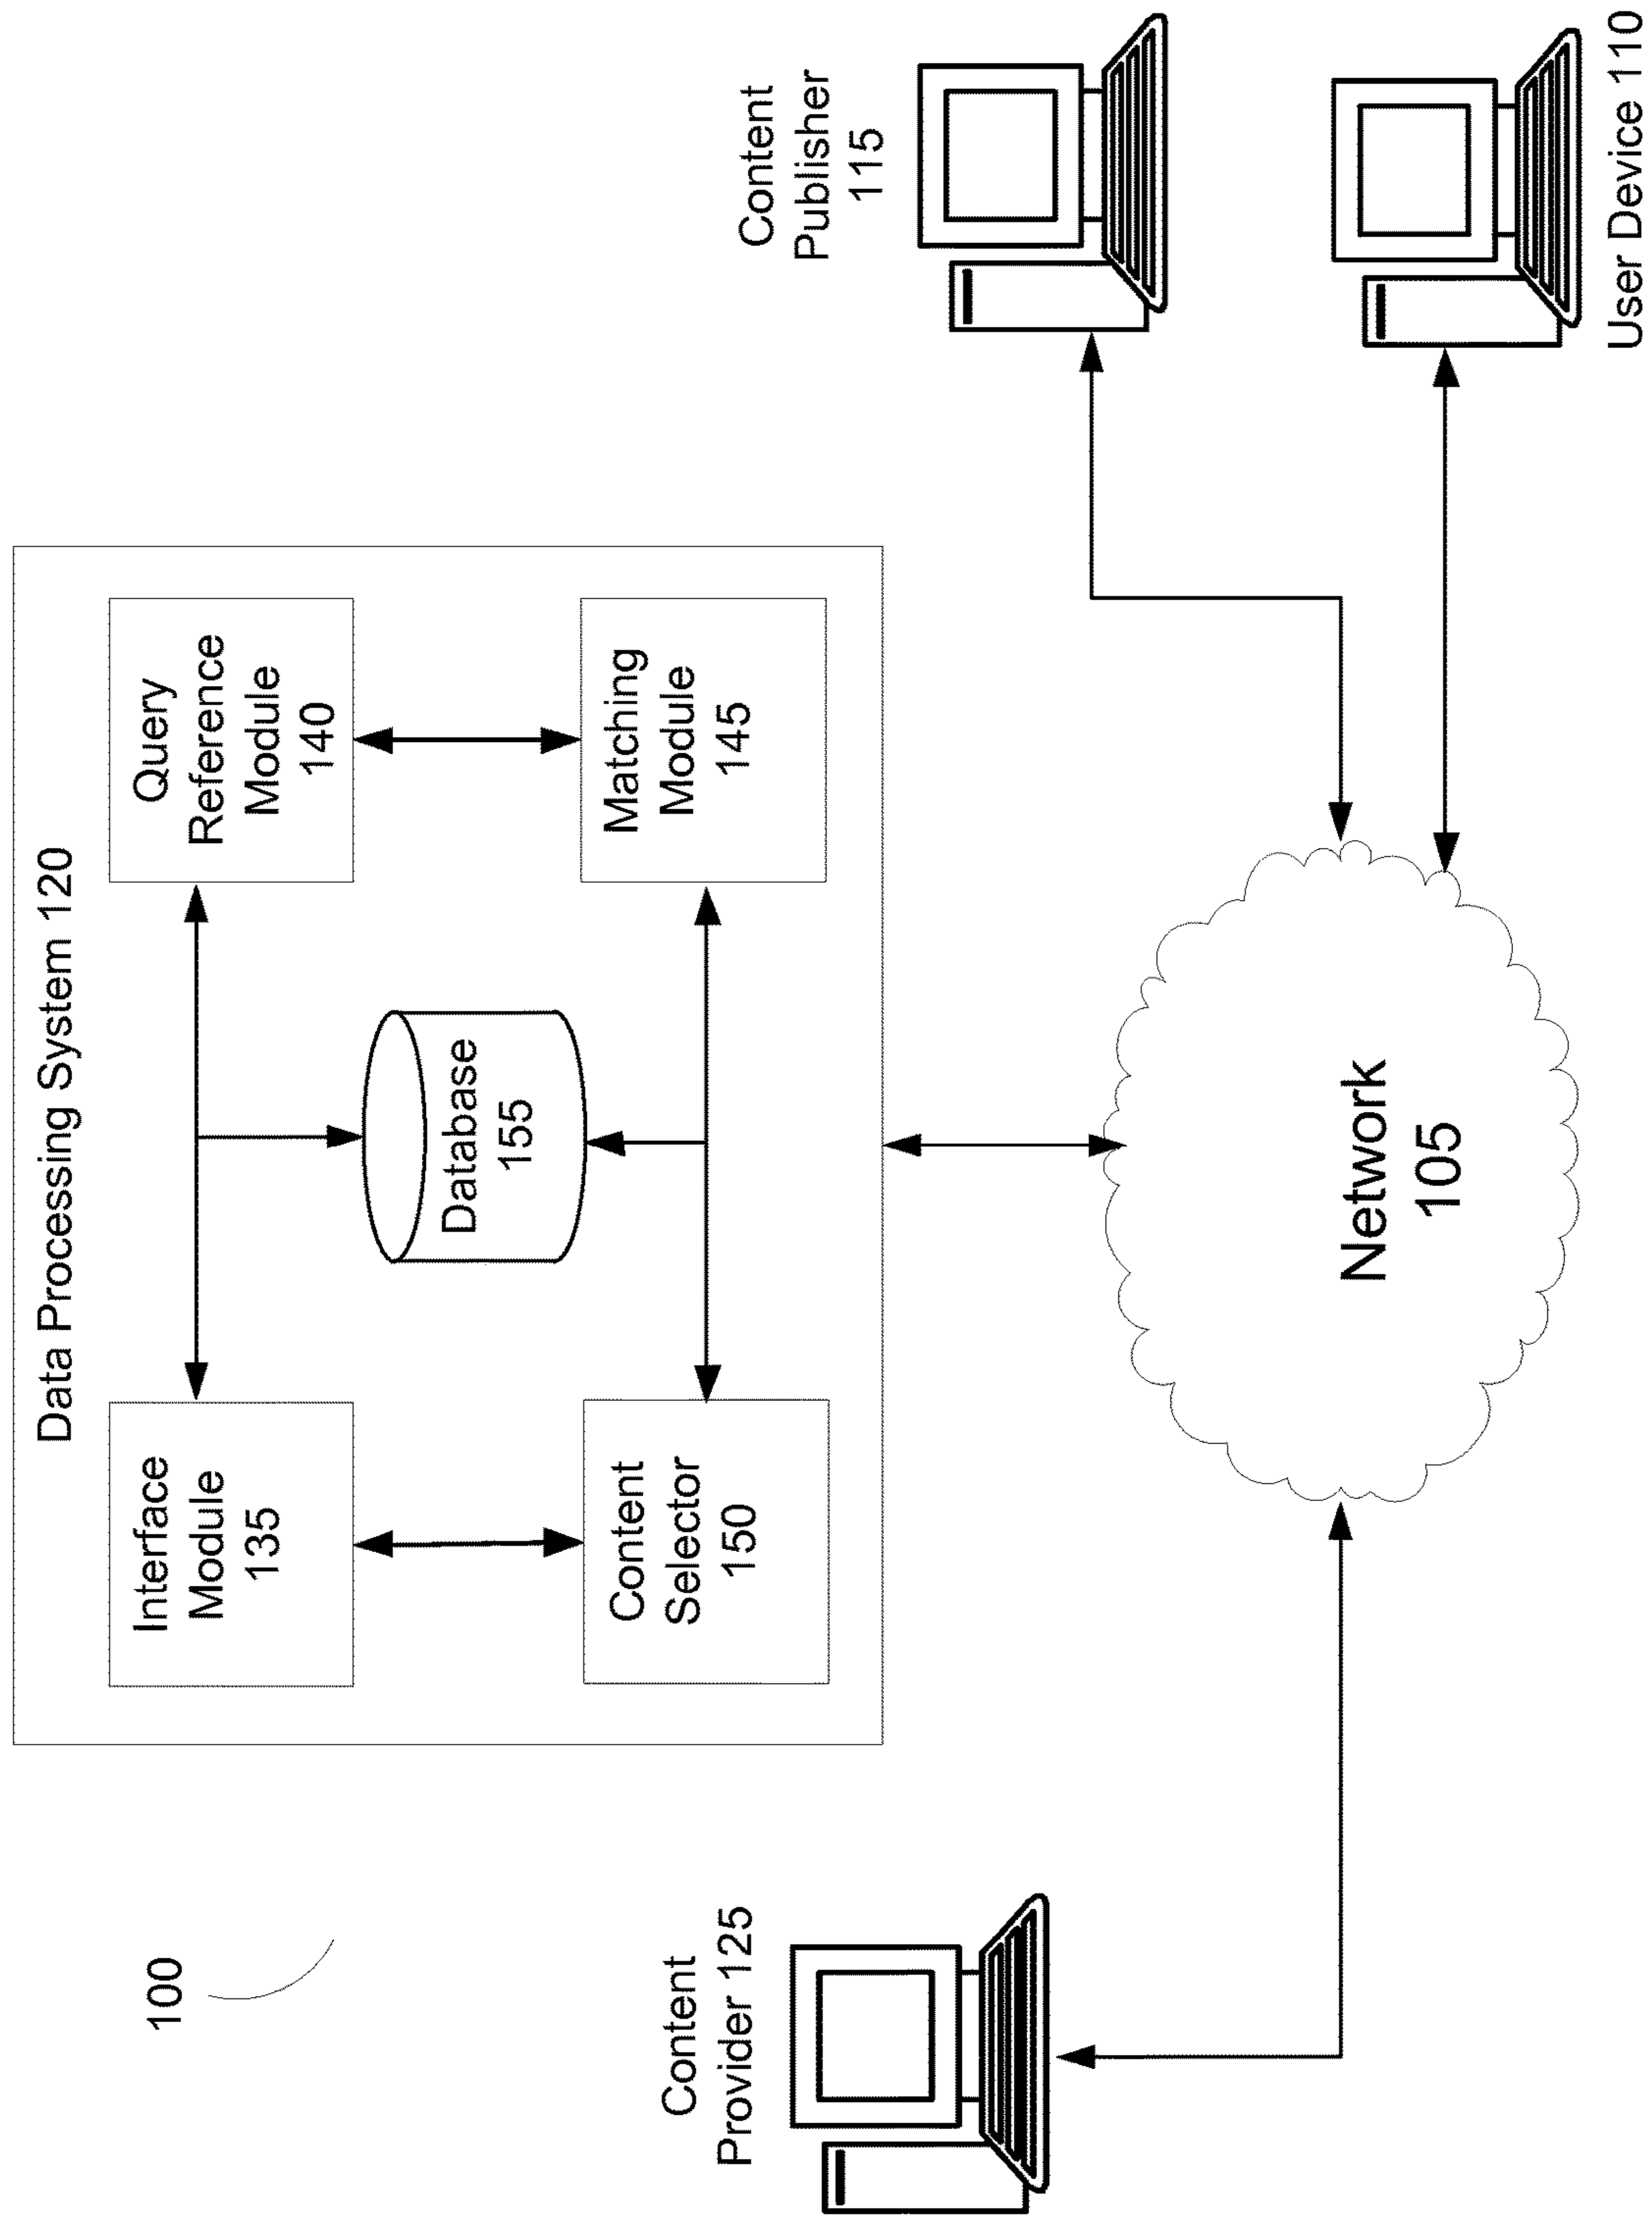 100
Data Processing System 120
Interface
Module
135
Query
Reference
Module
140
Database
155
Content
Selector
150
Matching
Module
145
Content
Provider 125
Content
Publisher
115
Network
105
User Device 110